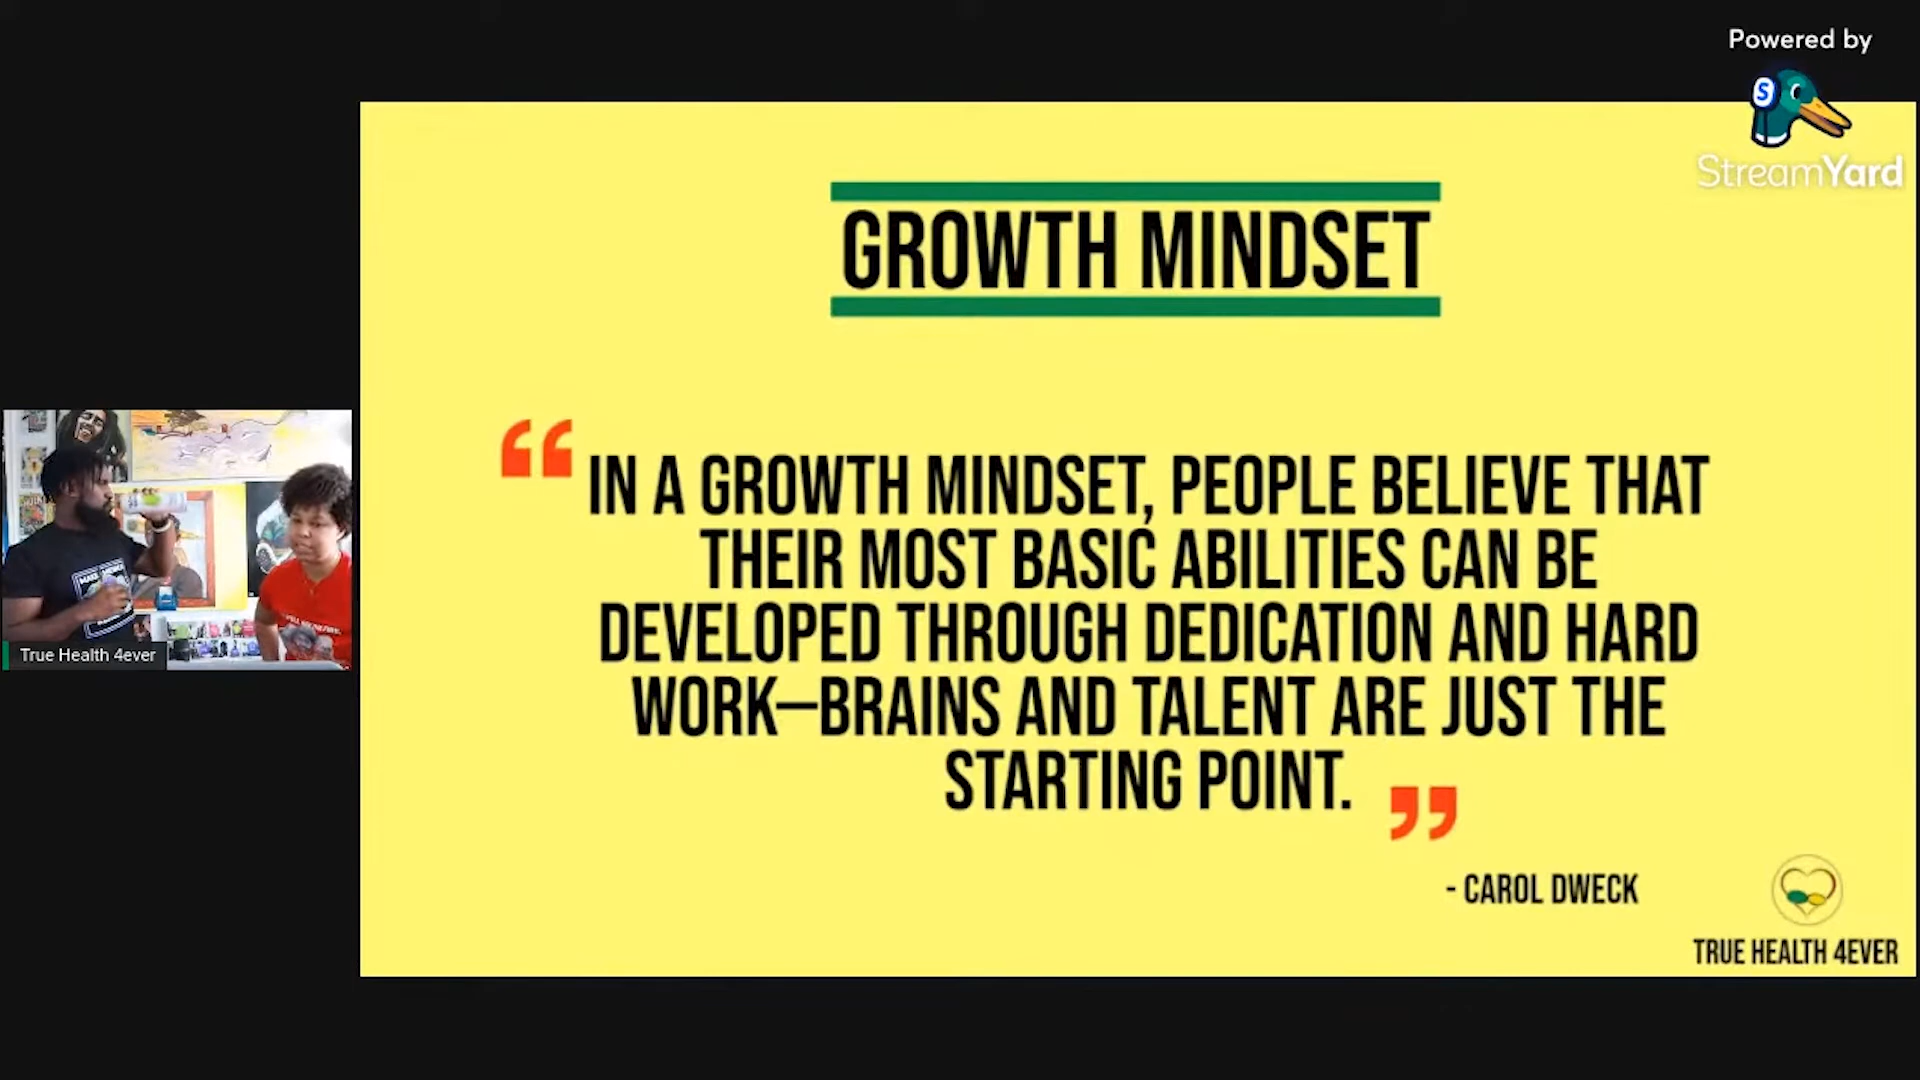 Powered by
StreamYard
GROWTH MINDSET
“ IN A GROWTH MINDSET, PEOPLE BELIEVE THAT
THEIR MOST BASIC ABILITIES CAN BE
DEVELOPED THROUGH DEDICATION AND HARD
WORK—BRAINS AND TALENT ARE JUST THE
STARTING POINT. ”
- CAROL DWECK
TRUE HEALTH 4EVER
True Health 4ever